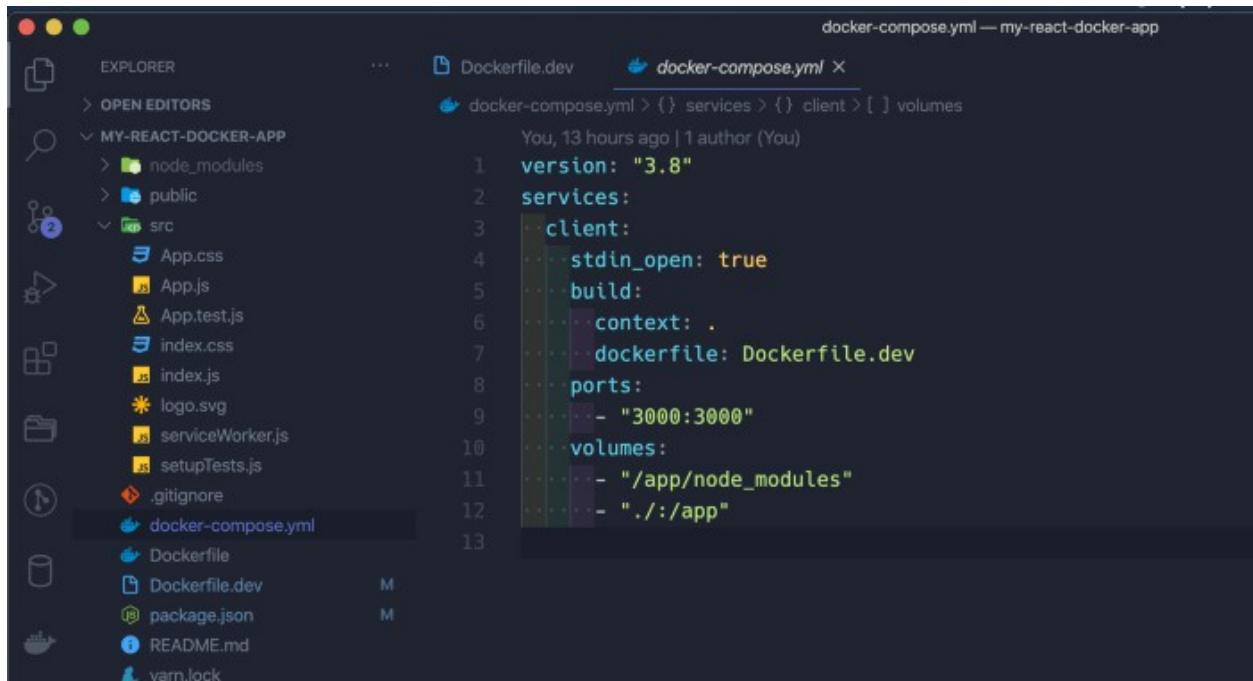 docker-compose.yml — my-react-docker-app
EXPLORER ...
OPEN EDITORS
MY-REACT-DOCKER-APP
node_modules
public
src
App.css
App.js
App.test.js
index.css
index.js
logo.svg
serviceWorker.js
setupTests.js
.gitignore
docker-compose.yml
Dockerfile
Dockerfile.dev M
package.json M
README.md
yarn.lock
2
Dockerfile.dev docker-compose.yml ×
docker-compose.yml > {} services > {} client > [ ] volumes
You, 13 hours ago | 1 author (You)
1 version: "3.8"
2 services:
3 client:
4 stdin_open: true
5 build:
6 context: .
7 dockerfile: Dockerfile.dev
8 ports:
9 - "3000:3000"
10 volumes:
11 - "/app/node_modules"
12 - "./:/app"
13